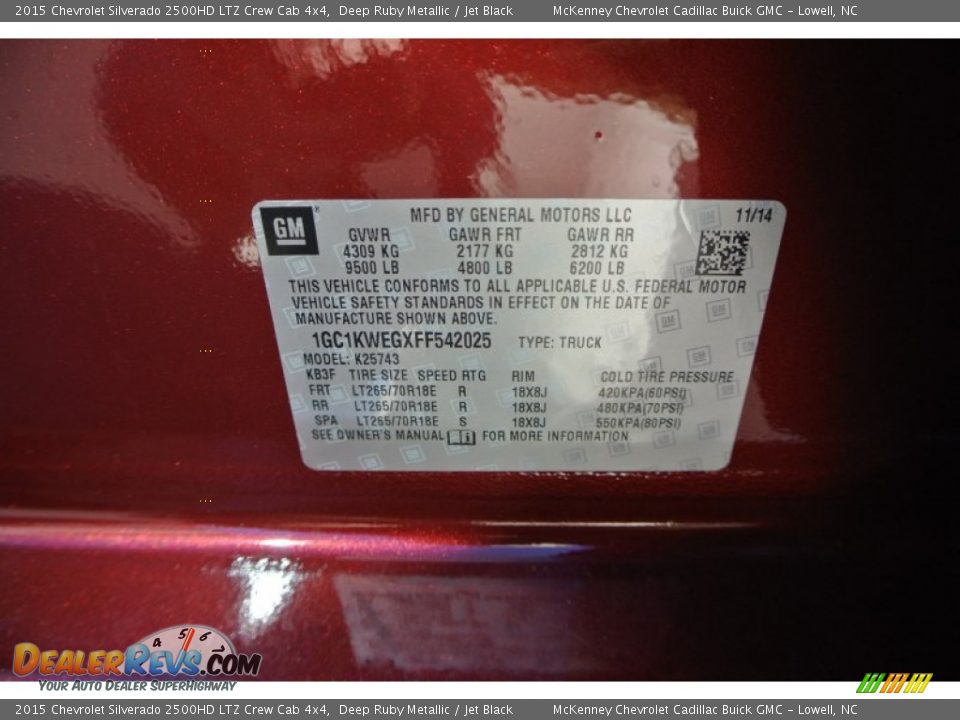 2015 Chevrolet Silverado 2500HD LTZ Crew Cab 4x4, Deep Ruby Metallic / Jet Black McKenney Chevrolet Cadillac Buick GMC – Lowell, NC
GM ® MFD BY GENERAL MOTORS LLC 11/14
GVWR GAWR FRT GAWR RR
4309 KG 2177 KG 2812 KG
9500 LB 4800 LB 6200 LB
THIS VEHICLE CONFORMS TO ALL APPLICABLE U.S. FEDERAL MOTOR
VEHICLE SAFETY STANDARDS IN EFFECT ON THE DATE OF
MANUFACTURE SHOWN ABOVE.
1GC1KWEGXFF542025 TYPE: TRUCK
MODEL: K25743
KB3F TIRE SIZE SPEED RTG RIM COLD TIRE PRESSURE
FRT LT265/70R18E R 18X8J 420KPA(60PSI)
RR LT265/70R18E R 18X8J 480KPA(70PSI)
SPA LT265/70R18E S 18X8J 550KPA(80PSI)
SEE OWNER'S MANUAL FOR MORE INFORMATION.
4 5 6
DealerRevs.com
Your Auto Dealer SuperHighway
2015 Chevrolet Silverado 2500HD LTZ Crew Cab 4x4, Deep Ruby Metallic / Jet Black McKenney Chevrolet Cadillac Buick GMC – Lowell, NC